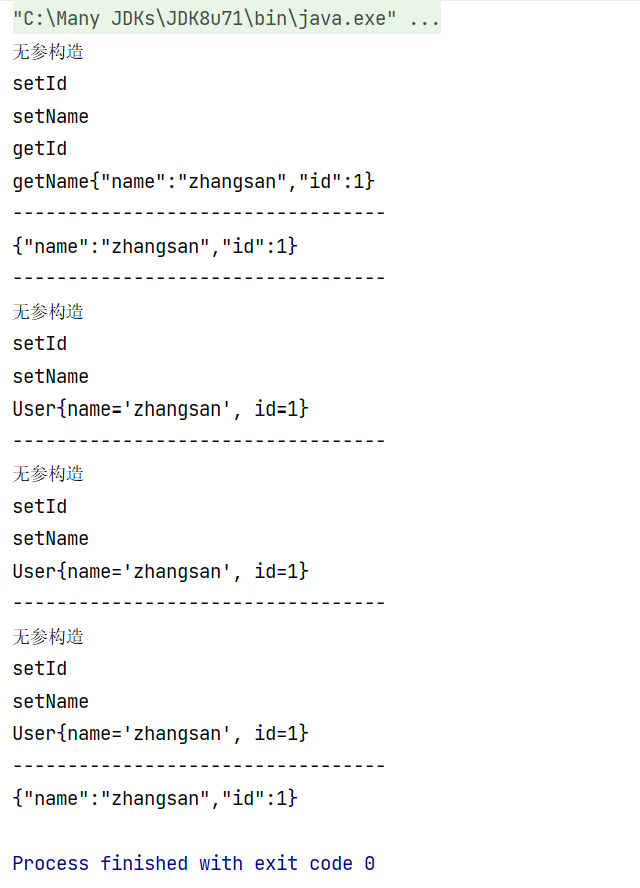 "C:\Many JDKs\JDK8u71\bin\java.exe" ...
无参构造
setId
setName
getId
getName{"name":"zhangsan","id":1}
----------------------------------
{"name":"zhangsan","id":1}
----------------------------------
无参构造
setId
setName
User{name='zhangsan', id=1}
----------------------------------
无参构造
setId
setName
User{name='zhangsan', id=1}
----------------------------------
无参构造
setId
setName
User{name='zhangsan', id=1}
----------------------------------
{"name":"zhangsan","id":1}
Process finished with exit code 0